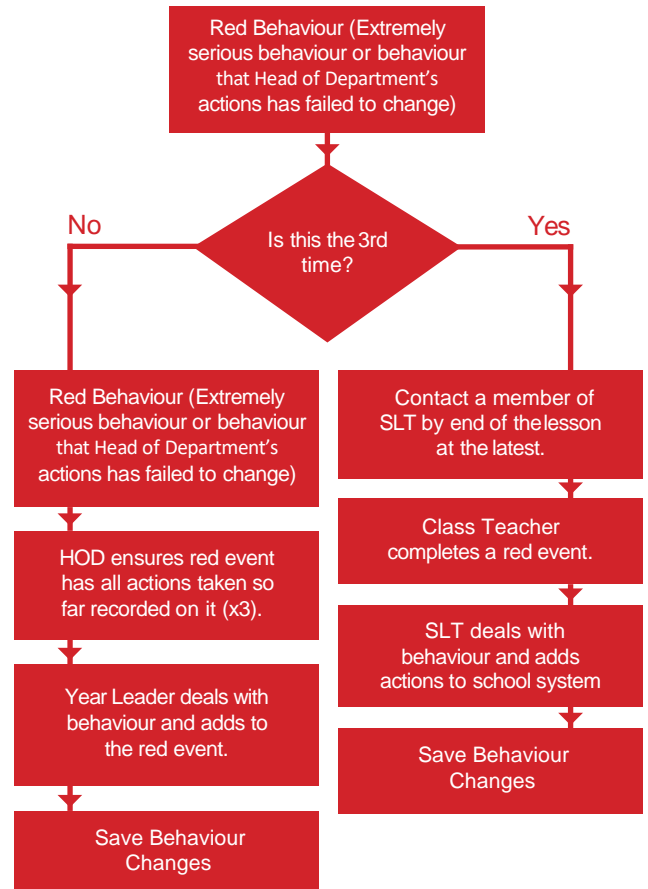 Red Behaviour (Extremely
serious behaviour or behaviour
that Head of Department's
actions has failed to change)
Is this the 3rd
time?
No
Yes
Red Behaviour (Extremely
serious behaviour or behaviour
that Head of Department's
actions has failed to change)
HOD ensures red event
has all actions taken so
far recorded on it (x3).
Year Leader deals with
behaviour and adds to
the red event.
Save Behaviour
Changes
Contact a member of
SLT by end of the lesson
at the latest.
Class Teacher
completes a red event.
SLT deals with
behaviour and adds
actions to school system
Save Behaviour
Changes